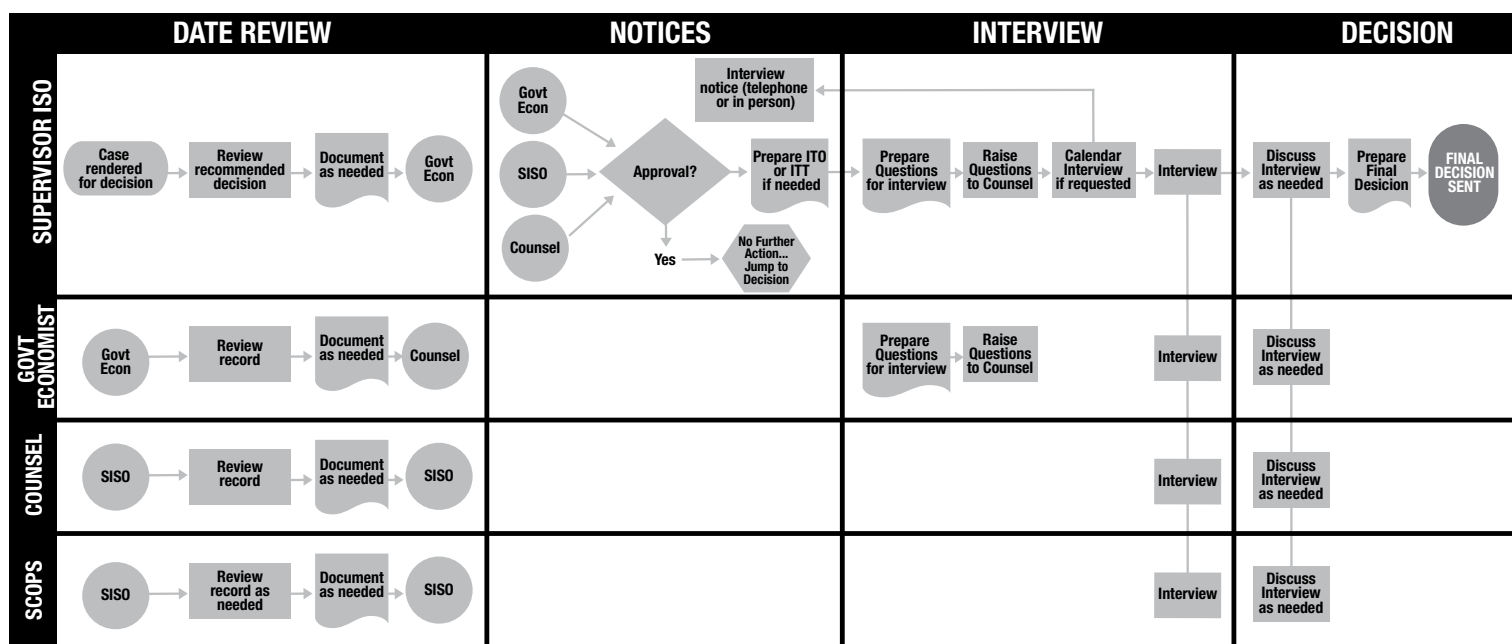 DATE REVIEW
NOTICES
INTERVIEW
DECISION
SUPERVISOR ISO
Case
rendered
for decision
Review
recommended
decision
Document
as needed
Govt
Econ
Govt
Econ
SISO
Counsel
Approval?
Yes
No Further
Action...
Jump to
Decision
Interview
notice (telephone
or in person)
Prepare ITO
or ITT
if needed
Prepare
Questions
for interview
Raise
Questions
to Counsel
Calendar
Interview
if requested
Interview
Discuss
Interview
as needed
Prepare
Final
Desicion
FINAL
DECISION
SENT
GOVT
ECONOMIST
Govt
Econ
Review
record
Document
as needed
Counsel
Prepare
Questions
for interview
Raise
Questions
to Counsel
Interview
Discuss
Interview
as needed
COUNSEL
SISO
Review
record
Document
as needed
SISO
Interview
Discuss
Interview
as needed
SCOPS
SISO
Review
record as
needed
Document
as needed
SISO
Interview
Discuss
Interview
as needed